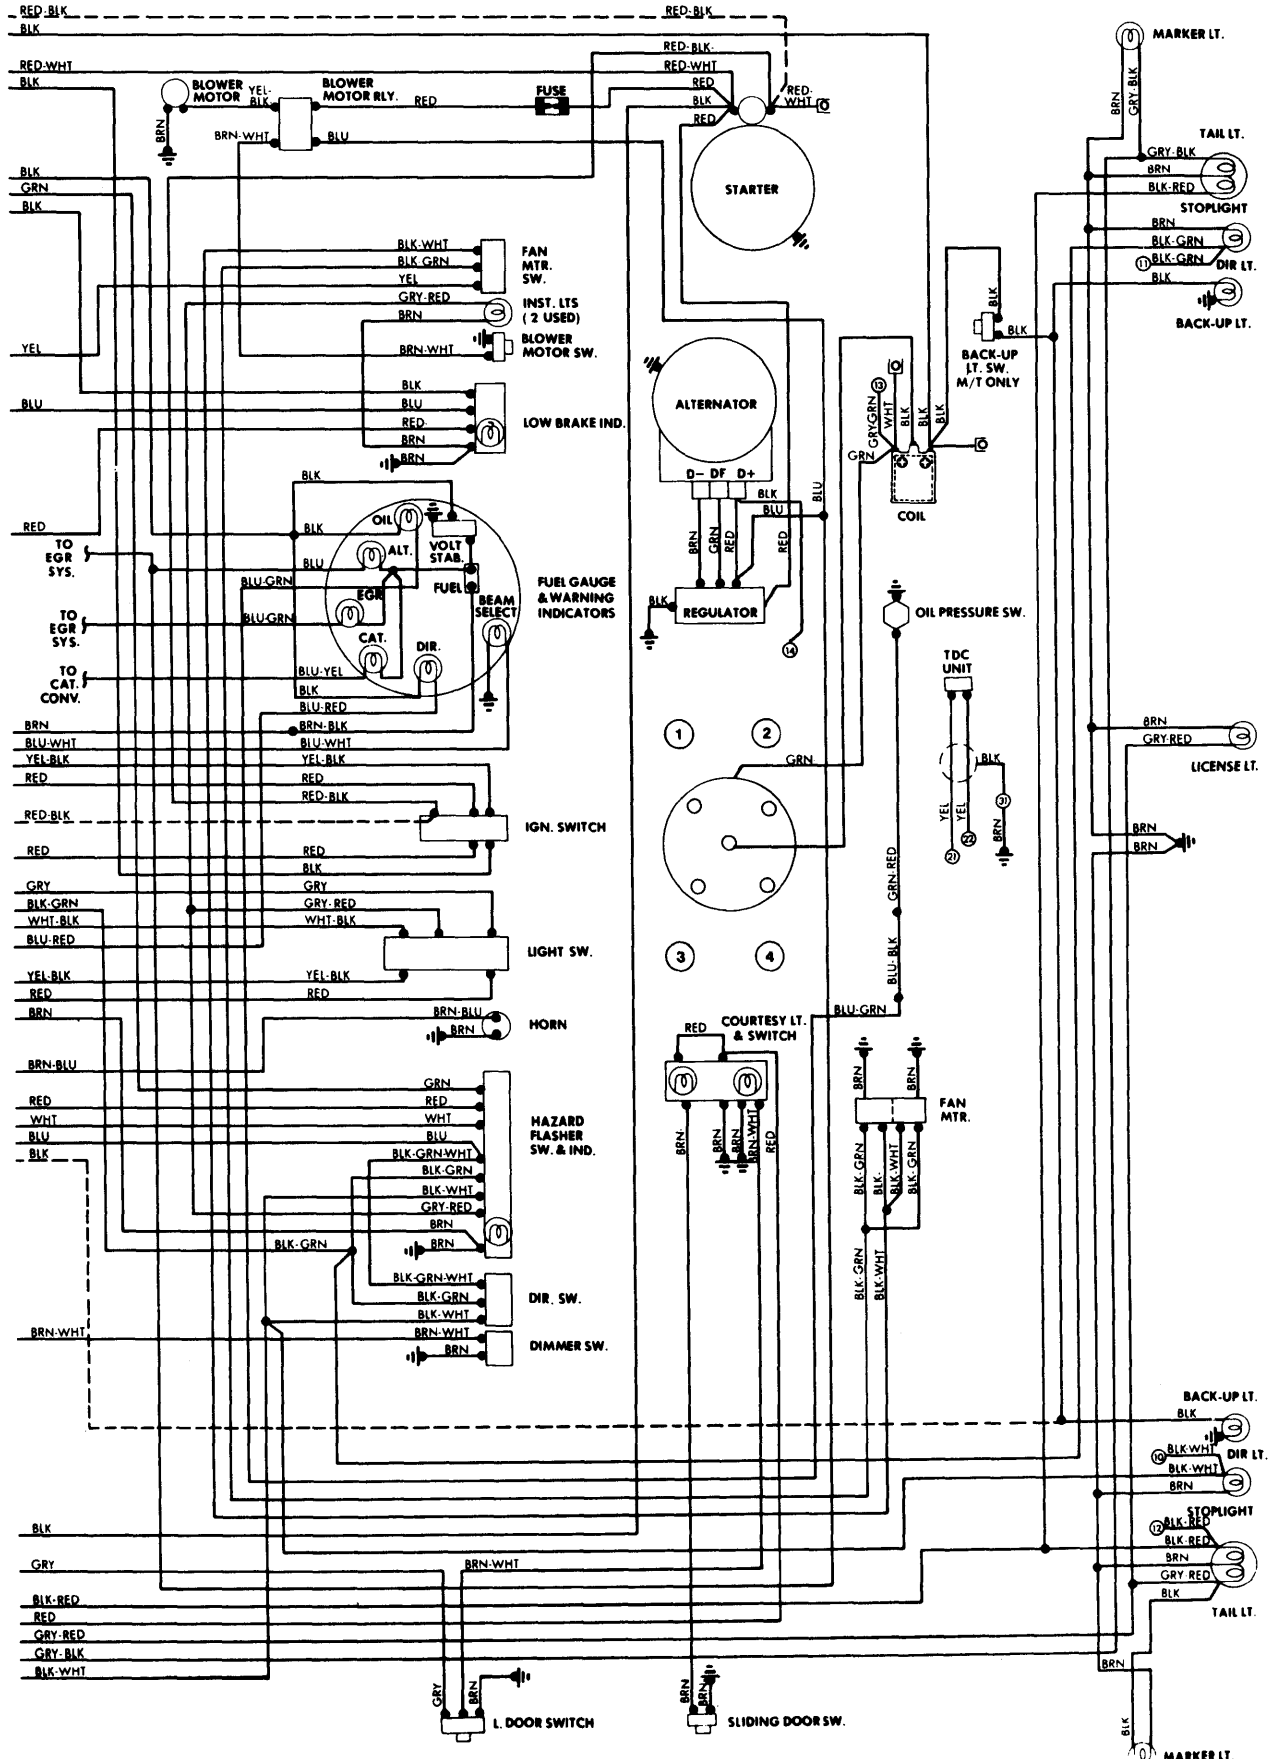 RED-BLK
RED-BLK
BLK
MARKER LT.
RED-BLK
RED-WHT
RED-WHT
BLK
BLOWER MOTOR
YEL-BLK
BLOWER MOTOR RLY.
RED
FUSE
RED
BLK
RED
RED-WHT
BRN
GRY-BLK
BRN
BRN-WHT
BLU
TAIL LT.
GRY-BLK
BRN
BLK-RED
STOPLIGHT
BLK
GRN
BLK
STARTER
BRN
BLK-GRN
11
BLK-GRN
DIR LT.
BLK
BACK-UP LT.
BLK-WHT
BLK GRN
YEL
FAN MTR. SW.
GRY-RED
BRN
INST. LTS
( 2 USED)
BRN-WHT
BLOWER MOTOR SW.
YEL
BLK
BLK
BACK-UP
LT. SW.
M/T ONLY
BLK
BLU
RED
BRN
BRN
LOW BRAKE IND.
BLU
ALTERNATOR
D-
DF
D+
13
GRY-GRN
WHT
BLK
BLK
BLK
GRN
COIL
BLK
BLU
BLU
BRN
GRN
RED
RED
BLK
REGULATOR
14
RED
TO EGR SYS.
TO EGR SYS.
TO CAT. CONV.
BLK
BLK
BLU
BLU-GRN
BLU-GRN
BLU-YEL
BLK
BLU-RED
OIL
ALT.
VOLT STAB.
FUEL
EGR
BEAM SELECT
CAT.
DIR.
FUEL GAUGE
& WARNING
INDICATORS
OIL PRESSURE SW.
TDC UNIT
BLK
31
YEL
YEL
BRN
21
22
BRN
BRN-BLK
BLU-WHT
BLU-WHT
YEL-BLK
YEL-BLK
RED
RED
RED-BLK
RED-BLK
IGN. SWITCH
RED
RED
BLK
1
2
GRN
3
4
GRN-RED
BLU-BLK
BLU-GRN
BRN
GRY-RED
LICENSE LT.
BRN
BRN
GRY
GRY
BLK-GRN
GRY-RED
WHT-BLK
WHT-BLK
BLU-RED
LIGHT SW.
YEL-BLK
YEL-BLK
RED
RED
BRN
BRN-BLU
BRN
HORN
BRN-BLU
COURTESY LT.
& SWITCH
RED
BRN
BRN
BRN
BRN-WHT
RED
BRN
BRN
FAN MTR.
BLK-GRN
BLK
BLK-WHT
BLK-GRN
BLK-GRN
BLK-WHT
GRN
RED
RED
WHT
WHT
BLU
BLU
BLK
BLK-GRN-WHT
BLK-GRN
BLK-WHT
GRY-RED
BRN
BLK-GRN
BRN
HAZARD
FLASHER
SW. & IND.
BLK-GRN-WHT
BLK-GRN
BLK-WHT
DIR. SW.
BRN-WHT
BRN-WHT
BRN
DIMMER SW.
BACK-UP LT.
BLK
10
BLK-WHT
DIR LT.
BLK-WHT
BRN
STOPLIGHT
12
BLK-RED
BLK-RED
BRN
GRY RED
BLK
TAIL LT.
BLK
GRY
BRN-WHT
BLK-RED
RED
GRY-RED
GRY-BLK
BLK-WHT
GRY
BRN
L. DOOR SWITCH
BRN
BRN
SLIDING DOOR SW.
BRN
BLK
MARKER LT.